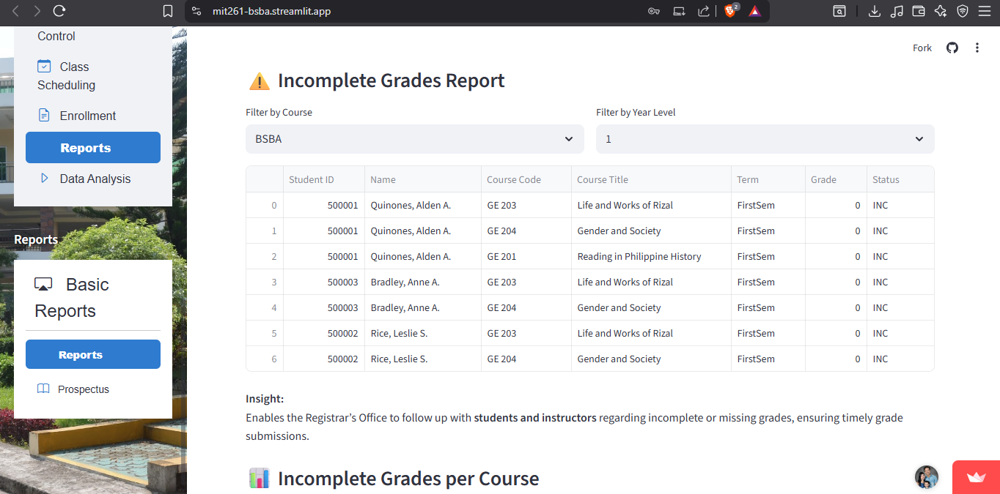 mit261-bsba.streamlit.app
2
Control
Class
Scheduling
Enrollment
Reports
Data Analysis
Reports
Basic
Reports
Reports
Prospectus
Fork
Incomplete Grades Report
Filter by Course
Filter by Year Level
BSBA
1
Student ID Name Course Code Course Title Term Grade Status
0 500001 Quinones, Alden A. GE 203 Life and Works of Rizal FirstSem 0 INC
1 500001 Quinones, Alden A. GE 204 Gender and Society FirstSem 0 INC
2 500001 Quinones, Alden A. GE 201 Reading in Philippine History FirstSem 0 INC
3 500003 Bradley, Anne A. GE 203 Life and Works of Rizal FirstSem 0 INC
4 500003 Bradley, Anne A. GE 204 Gender and Society FirstSem 0 INC
5 500002 Rice, Leslie S. GE 203 Life and Works of Rizal FirstSem 0 INC
6 500002 Rice, Leslie S. GE 204 Gender and Society FirstSem 0 INC
Insight:
Enables the Registrar’s Office to follow up with students and instructors regarding incomplete or missing grades, ensuring timely grade
submissions.
Incomplete Grades per Course